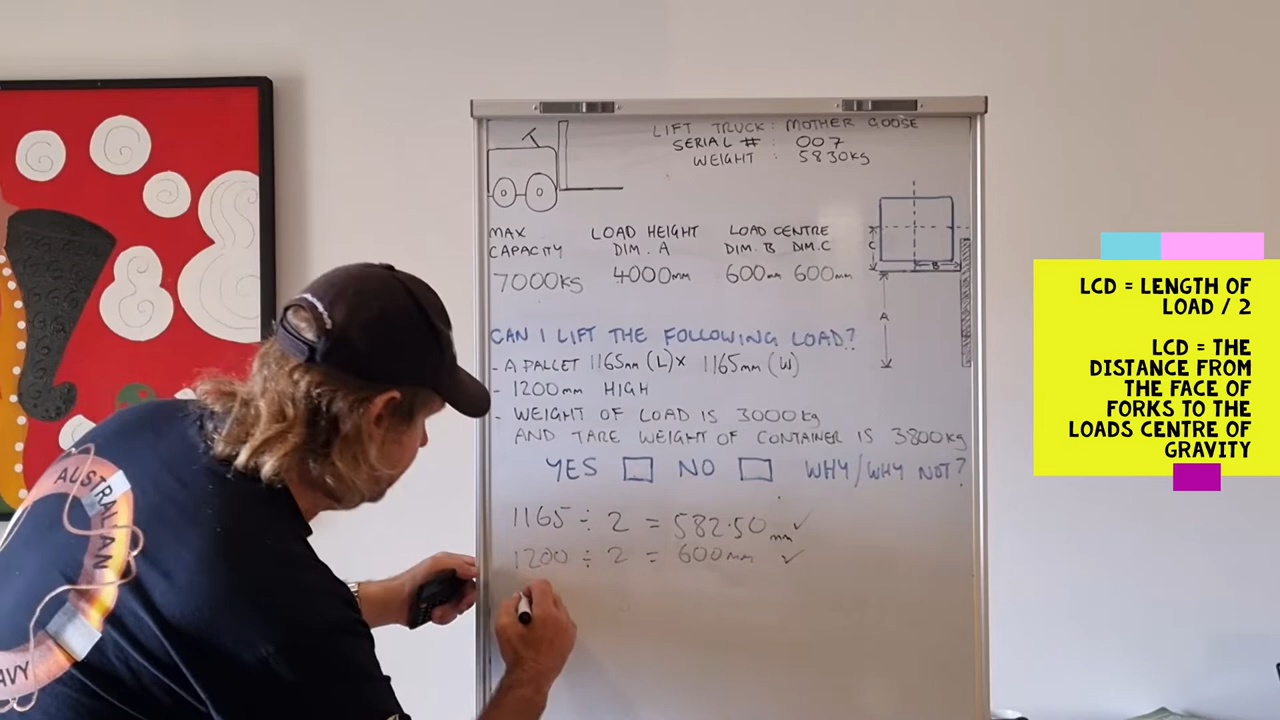 LIFT TRUCK: MOTHER GOOSE
SERIAL # : 007
WEIGHT : 5830kg
MAX CAPACITY
LOAD HEIGHT DIM. A
LOAD CENTRE
DIM. B DIM.C
7000kg 4000mm 600mm 600mm
C
B
A
CAN I LIFT THE FOLLOWING LOAD?
- A PALLET 1165mm (L) x 1165mm (W)
- 1200mm HIGH
- WEIGHT OF LOAD IS 3000kg
AND TARE WEIGHT OF CONTAINER IS 3800kg
YES NO WHY/WHY NOT?
1165 ÷ 2 = 582.50mm ✓
1200 ÷ 2 = 600mm ✓
LCD = LENGTH OF
LOAD / 2
LCD = THE
DISTANCE FROM
THE FACE OF
FORKS TO THE
LOADS CENTRE OF
GRAVITY
AUSTRALIAN